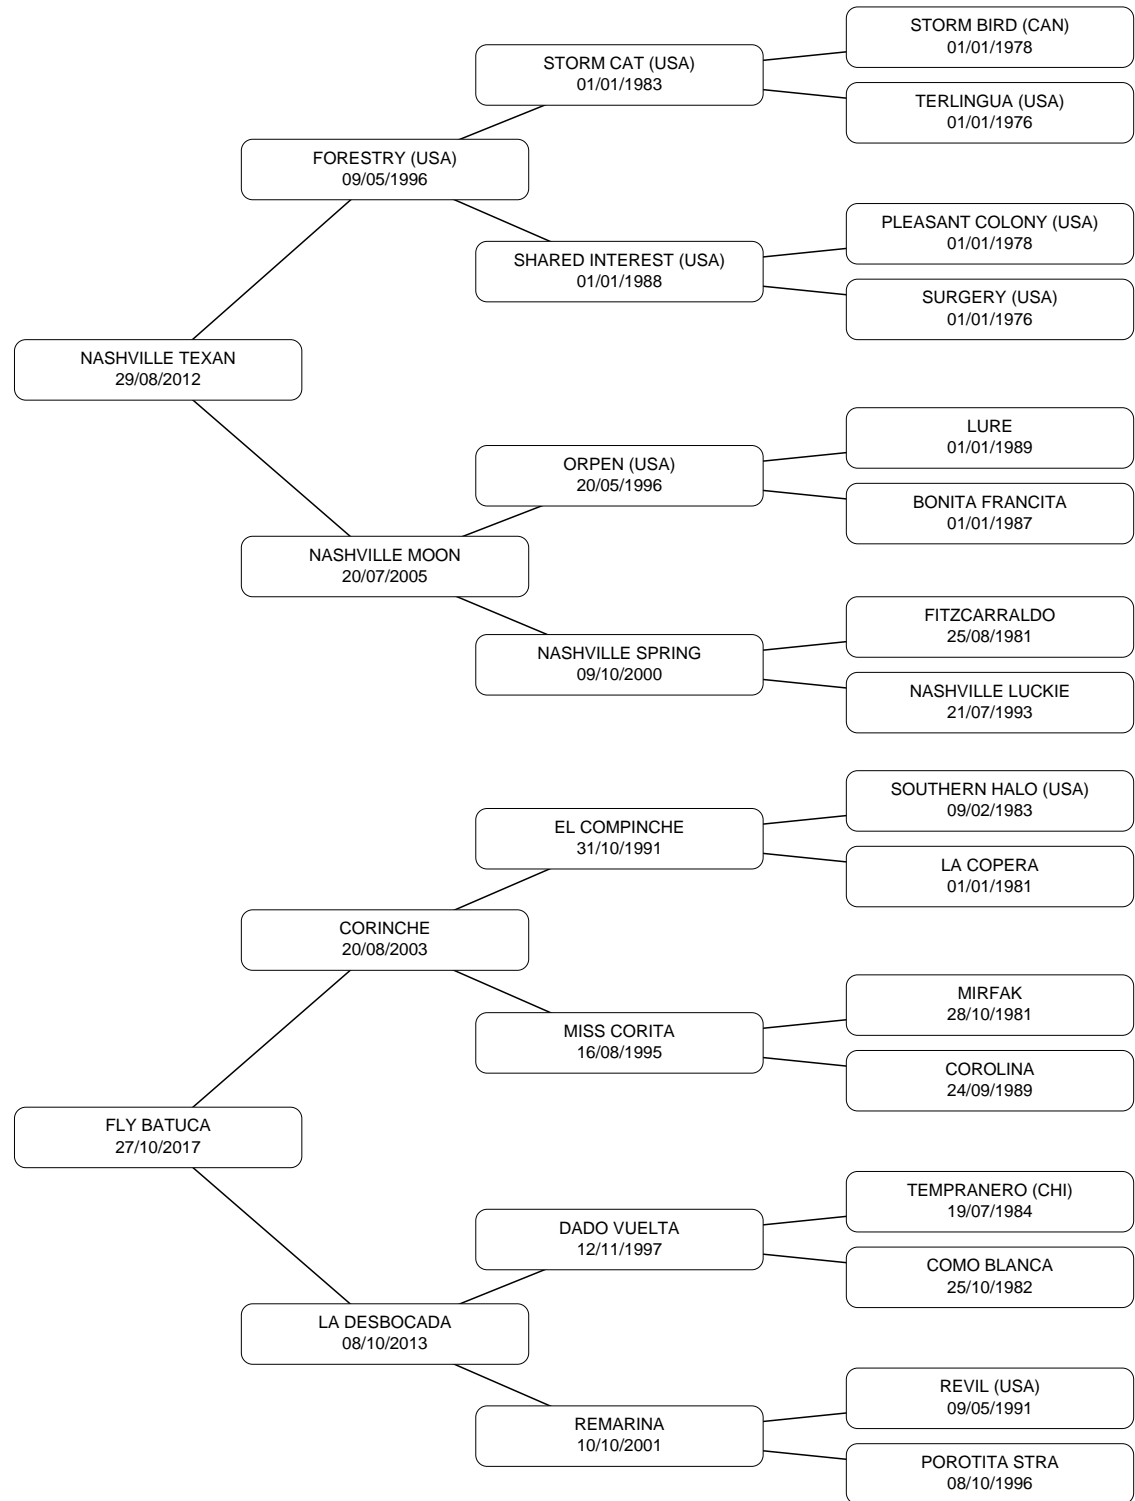 STORM BIRD (CAN)
01/01/1978
STORM CAT (USA)
01/01/1983
TERLINGUA (USA)
01/01/1976
FORESTRY (USA)
09/05/1996
PLEASANT COLONY (USA)
01/01/1978
SHARED INTEREST (USA)
01/01/1988
SURGERY (USA)
01/01/1976
NASHVILLE TEXAN
29/08/2012
LURE
01/01/1989
ORPEN (USA)
20/05/1996
BONITA FRANCITA
01/01/1987
NASHVILLE MOON
20/07/2005
FITZCARRALDO
25/08/1981
NASHVILLE SPRING
09/10/2000
NASHVILLE LUCKIE
21/07/1993
SOUTHERN HALO (USA)
09/02/1983
EL COMPINCHE
31/10/1991
LA COPERA
01/01/1981
CORINCHE
20/08/2003
MIRFAK
28/10/1981
MISS CORITA
16/08/1995
COROLINA
24/09/1989
FLY BATUCA
27/10/2017
TEMPRANERO (CHI)
19/07/1984
DADO VUELTA
12/11/1997
COMO BLANCA
25/10/1982
LA DESBOCADA
08/10/2013
REVIL (USA)
09/05/1991
REMARINA
10/10/2001
POROTITA STRA
08/10/1996